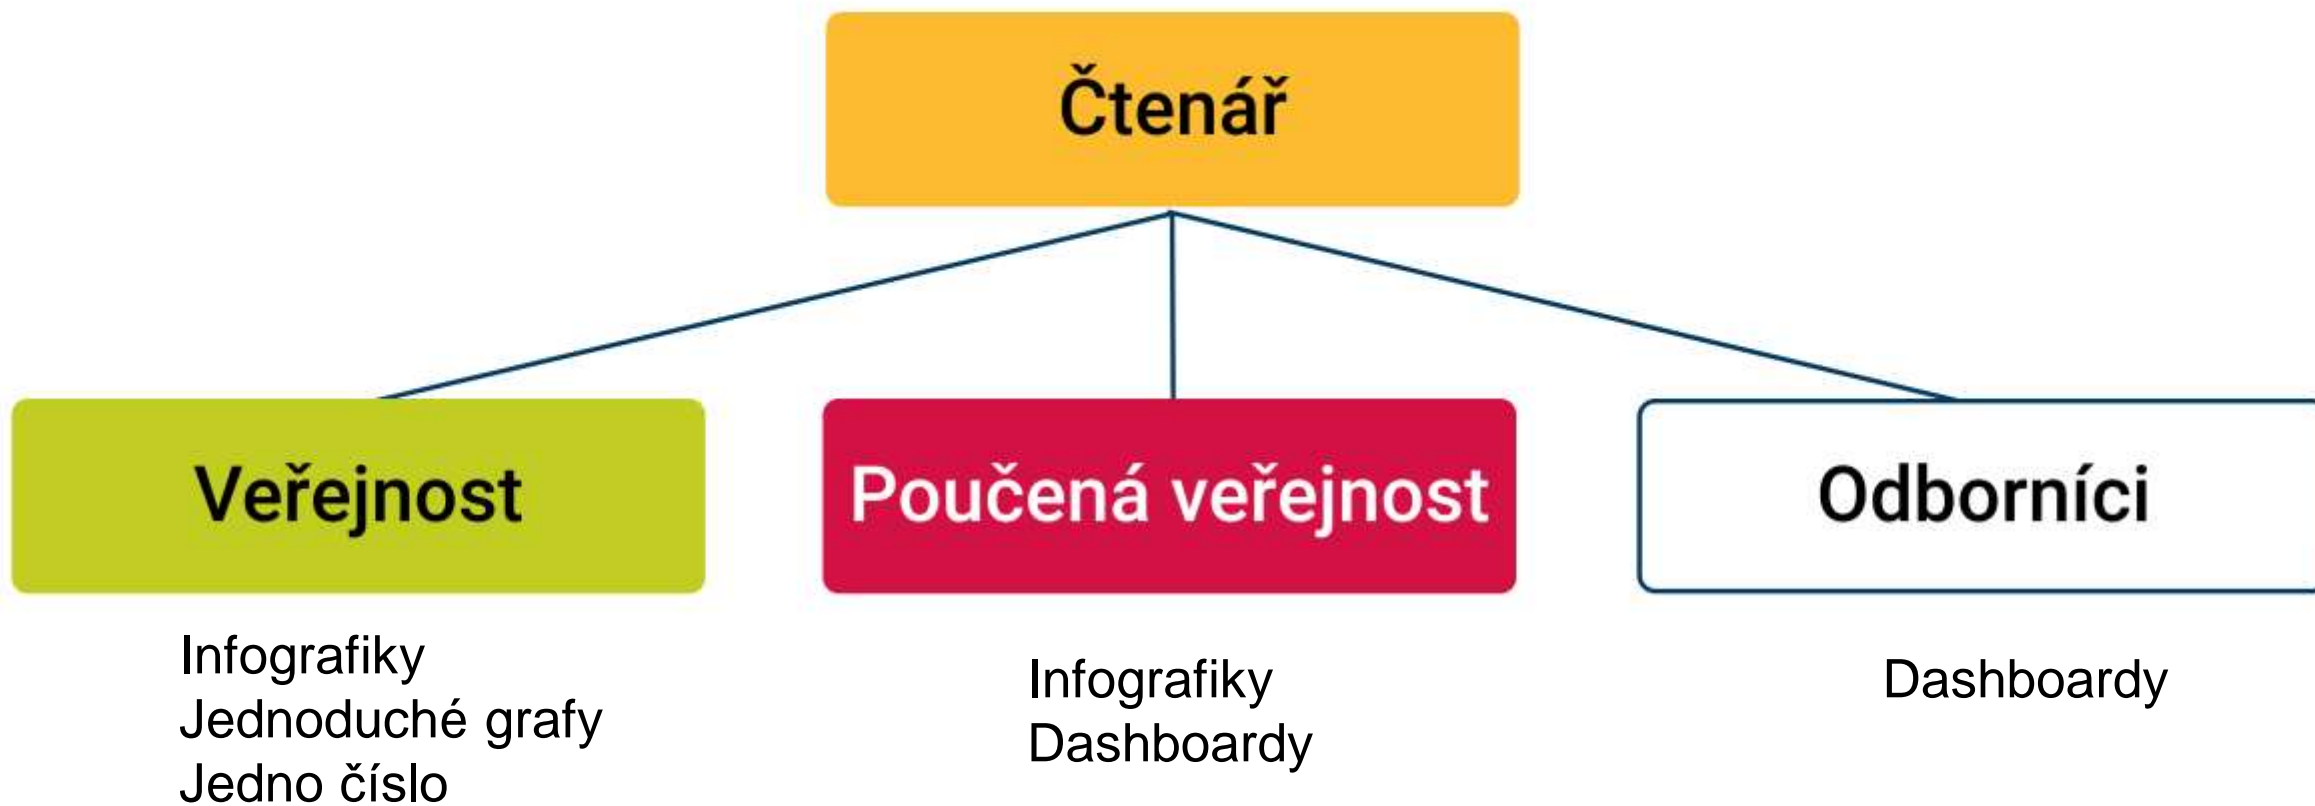 Čtenář
Veřejnost
Poučená veřejnost
Odborníci
Infografiky
Jednoduché grafy
Jedno číslo
Infografiky
Dashboardy
Dashboardy